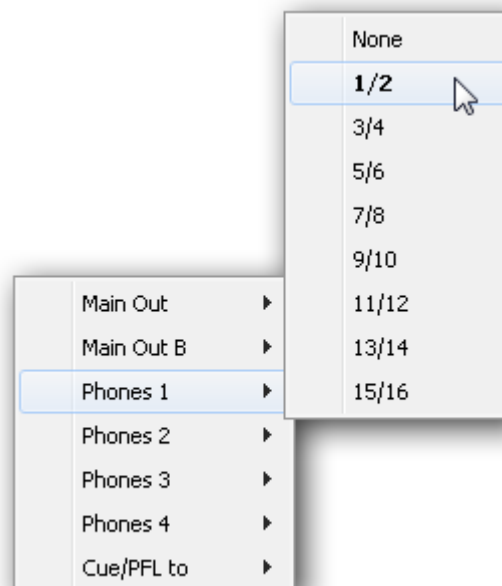 None
1/2
3/4
5/6
7/8
9/10
11/12
13/14
15/16
Main Out
Main Out B
Phones 1
Phones 2
Phones 3
Phones 4
Cue/PFL to